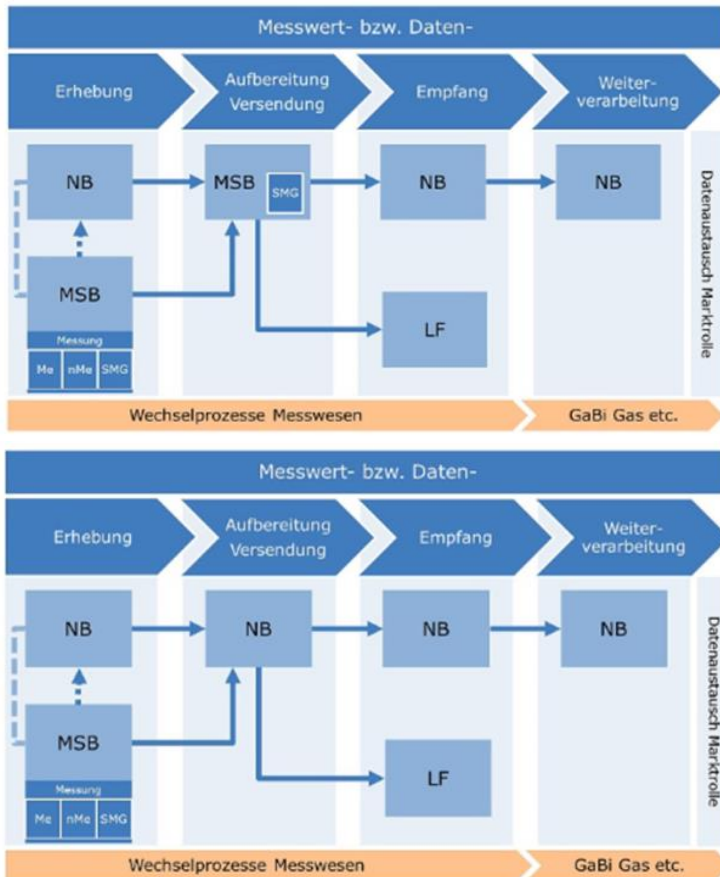 Messwert- bzw. Daten-
Erhebung
Aufbereitung
Versendung
Empfang
Weiter-
verarbeitung
NB
MSB
SMG
NB
NB
MSB
Messung
Me nMe SMG
LF
Datenaustausch Marktrolle
Wechselprozesse Messwesen
GaBi Gas etc.
Messwert- bzw. Daten-
Erhebung
Aufbereitung
Versendung
Empfang
Weiter-
verarbeitung
NB
NB
NB
NB
MSB
Messung
Me nMe SMG
LF
Datenaustausch Marktrolle
Wechselprozesse Messwesen
GaBi Gas etc.